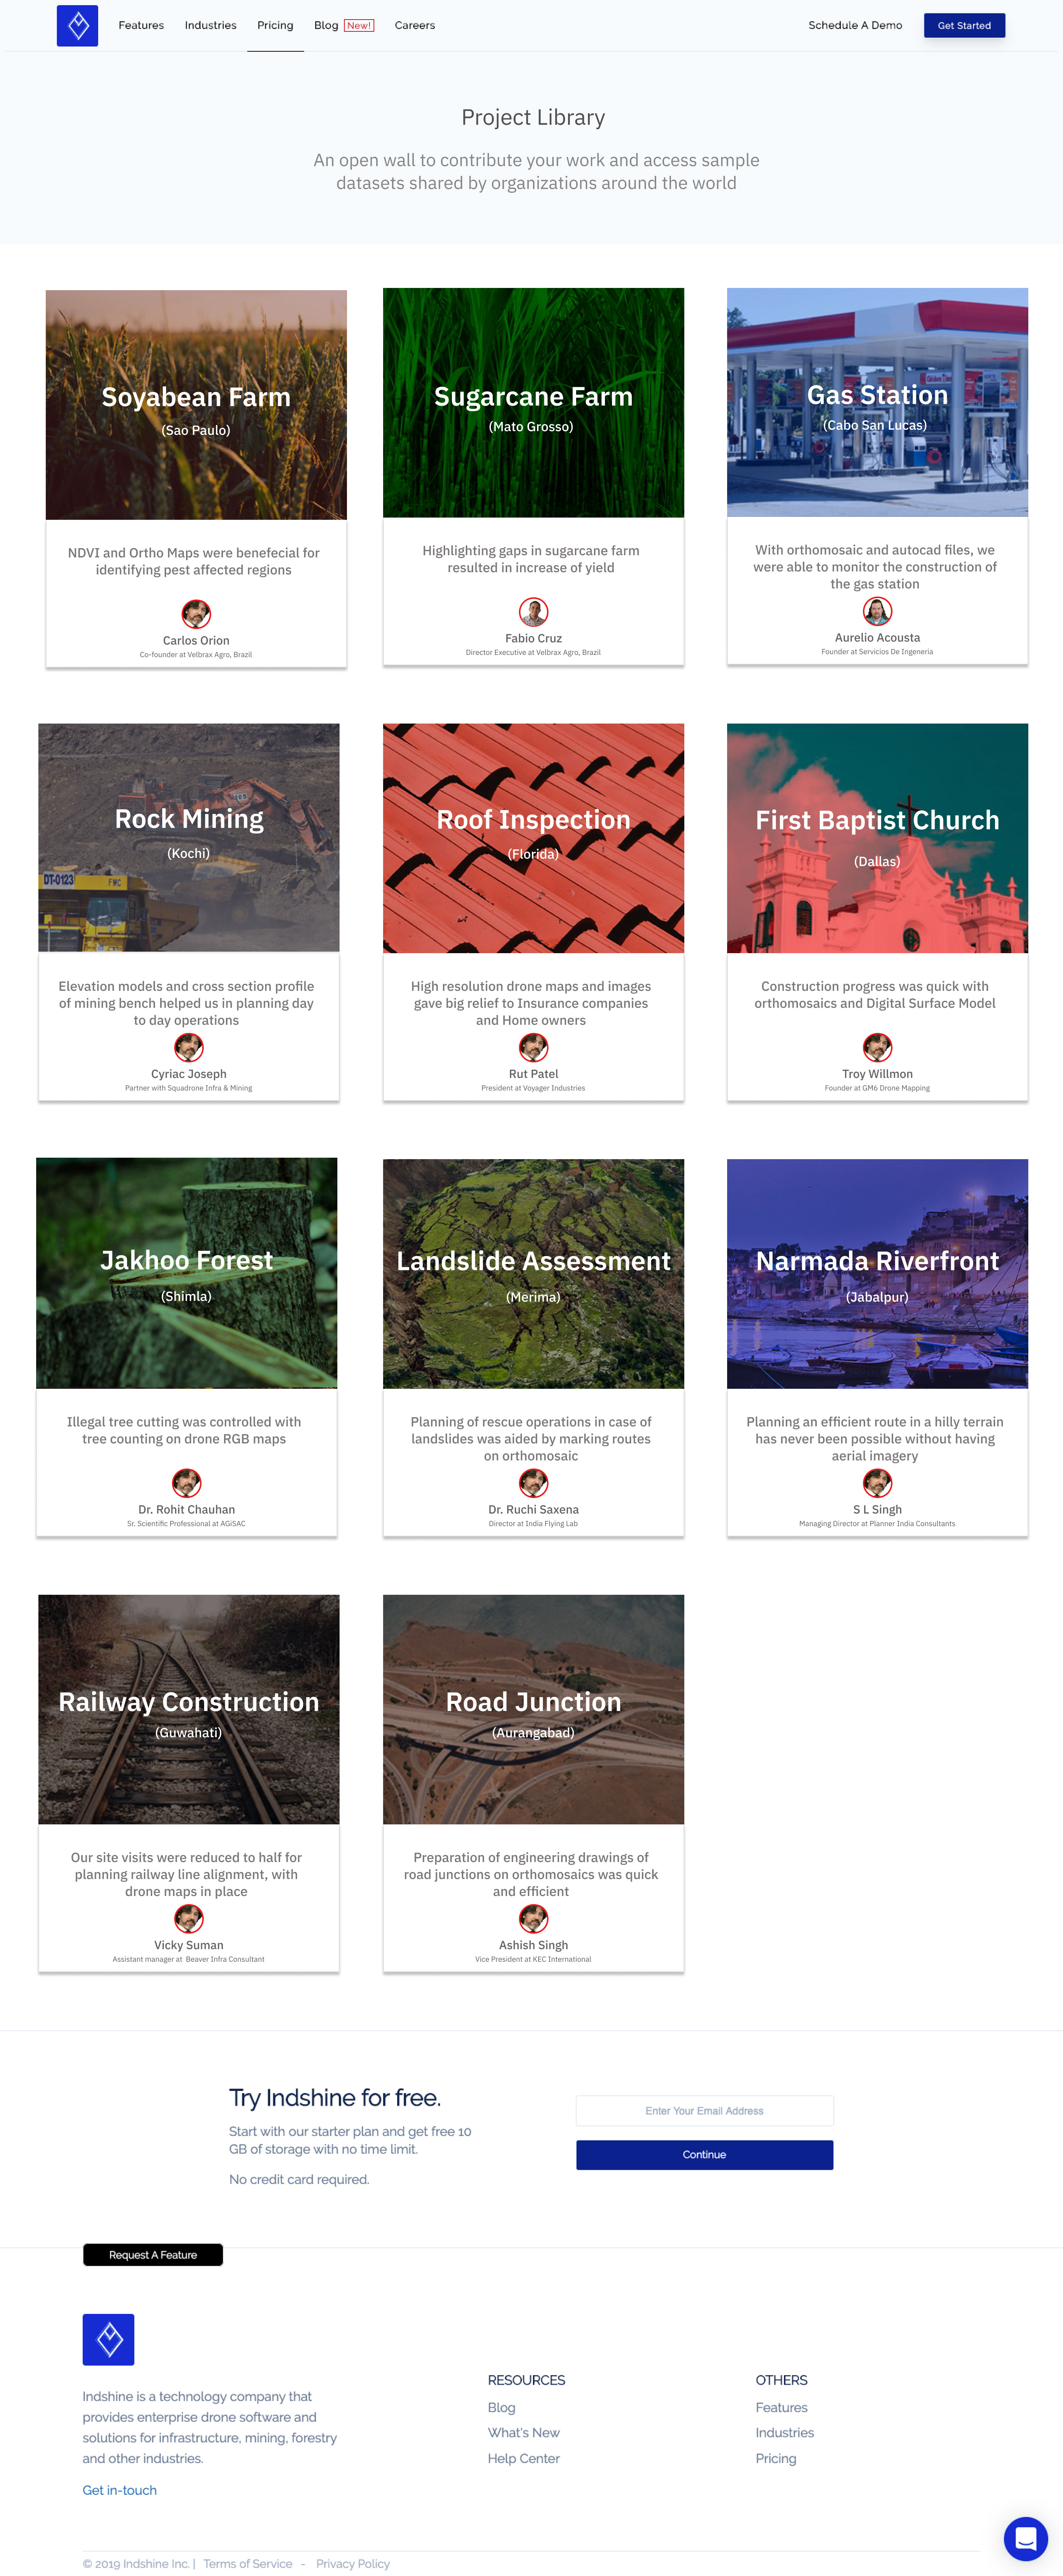 Features Industries Pricing Blog New! Careers Schedule A Demo Get Started
Project Library
An open wall to contribute your work and access sample
datasets shared by organizations around the world
Soyabean Farm
(Sao Paulo)
NDVI and Ortho Maps were benefecial for
identifying pest affected regions
Carlos Orion
Co-founder at Velbrax Agro, Brazil
Sugarcane Farm
(Mato Grosso)
Highlighting gaps in sugarcane farm
resulted in increase of yield
Fabio Cruz
Director Executive at Velbrax Agro, Brazil
Gas Station
(Cabo San Lucas)
With orthomosaic and autocad files, we
were able to monitor the construction of
the gas station
Aurelio Acousta
Founder at Servicios De Ingeneria
Rock Mining
(Kochi)
DT-0123
FWC
Elevation models and cross section profile
of mining bench helped us in planning day
to day operations
Cyriac Joseph
Partner with Squadrone Infra & Mining
Roof Inspection
(Florida)
High resolution drone maps and images
gave big relief to Insurance companies
and Home owners
Rut Patel
President at Voyager Industries
First Baptist Church
(Dallas)
Construction progress was quick with
orthomosaics and Digital Surface Model
Troy Willmon
Founder at GM6 Drone Mapping
Jakhoo Forest
(Shimla)
Illegal tree cutting was controlled with
tree counting on drone RGB maps
Dr. Rohit Chauhan
Sr. Scientific Professional at AGiSAC
Landslide Assessment
(Merima)
Planning of rescue operations in case of
landslides was aided by marking routes
on orthomosaic
Dr. Ruchi Saxena
Director at India Flying Lab
Narmada Riverfront
(Jabalpur)
Planning an efficient route in a hilly terrain
has never been possible without having
aerial imagery
S L Singh
Managing Director at Planner India Consultants
Railway Construction
(Guwahati)
Our site visits were reduced to half for
planning railway line alignment, with
drone maps in place
Vicky Suman
Assistant manager at Beaver Infra Consultant
Road Junction
(Aurangabad)
Preparation of engineering drawings of
road junctions on orthomosaics was quick
and efficient
Ashish Singh
Vice President at KEC International
Try Indshine for free.
Start with our starter plan and get free 10
GB of storage with no time limit.
No credit card required.
Enter Your Email Address
Continue
Request A Feature
Indshine is a technology company that
provides enterprise drone software and
solutions for infrastructure, mining, forestry
and other industries.
Get in-touch
RESOURCES
Blog
What's New
Help Center
OTHERS
Features
Industries
Pricing
© 2019 Indshine Inc. | Terms of Service - Privacy Policy